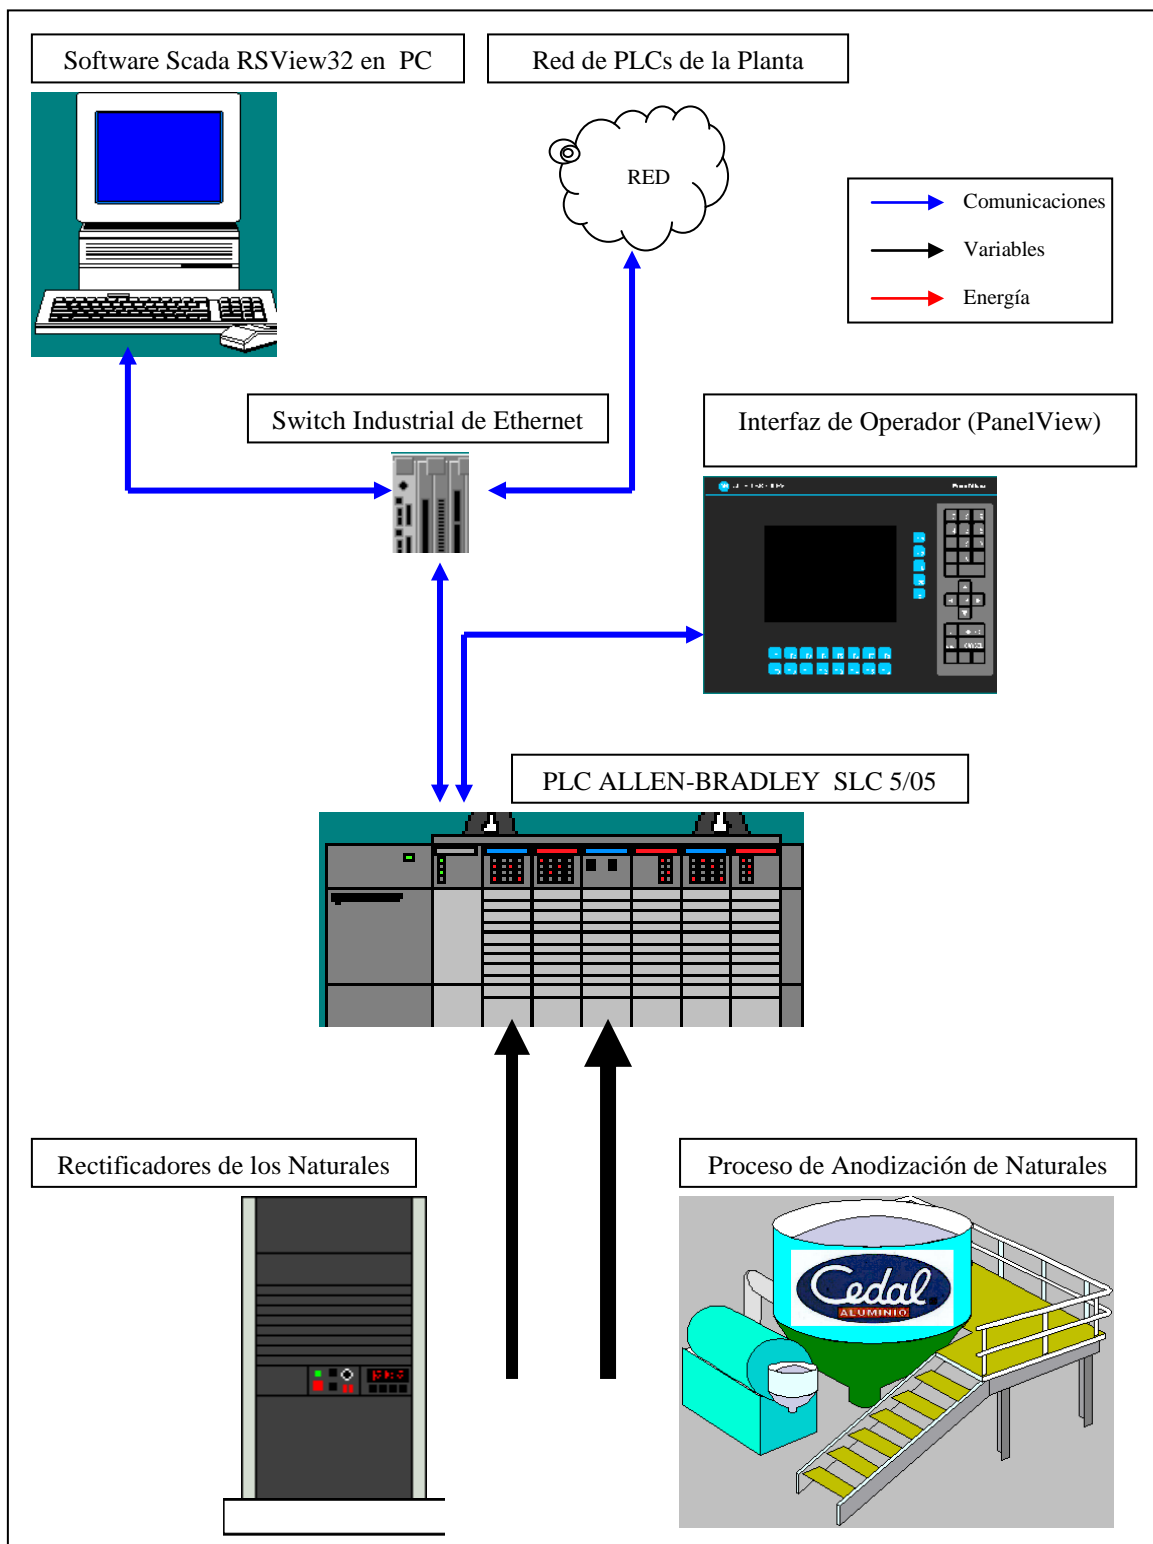 Software Scada RSView32 en PC
Red de PLCs de la Planta
RED
Comunicaciones
Variables
Energía
Switch Industrial de Ethernet
Interfaz de Operador (PanelView)
PLC ALLEN-BRADLEY SLC 5/05
Rectificadores de los Naturales
Proceso de Anodización de Naturales
Cedal
ALUMINIO